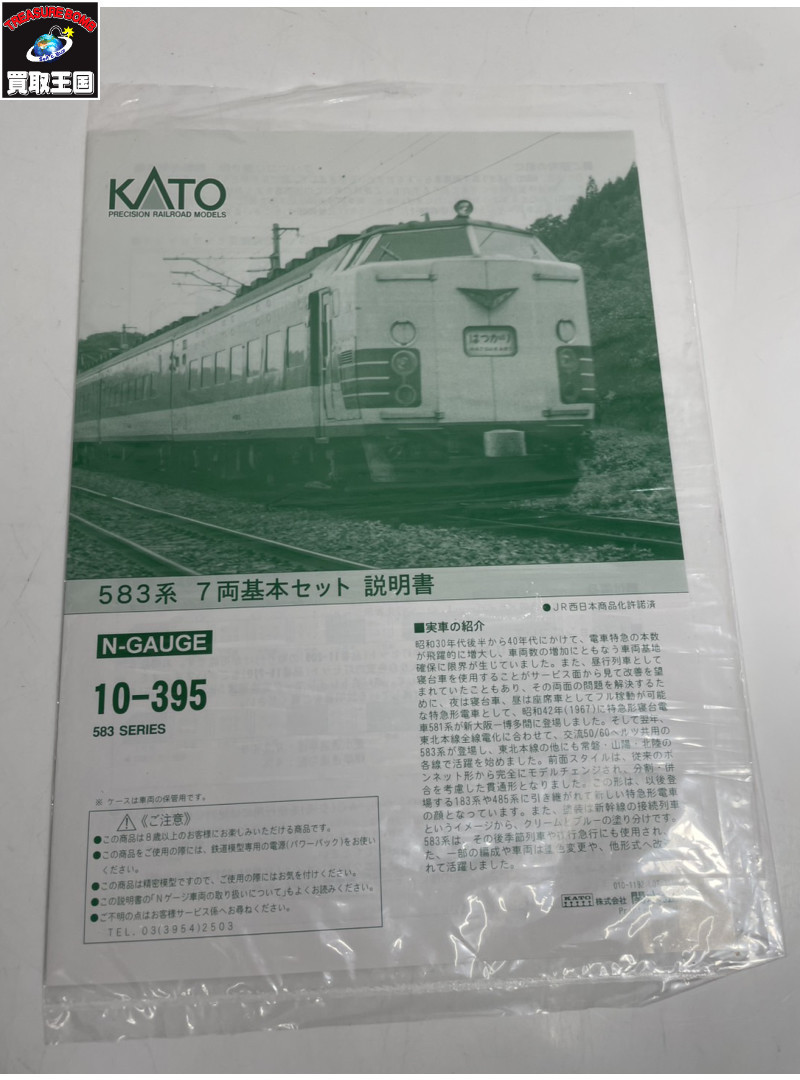 TREASURE BOMB
買取王国
KATO
PRECISION RAILROAD MODELS
はつかり
583系 7両基本セット 説明書
●JR西日本商品化許諾済
N-GAUGE
10-395
583 SERIES
■実車の紹介
昭和30年代後半から40年代にかけて、電車特急の本数
が飛躍的に増大し、車両数の増加にともなう車両基地
確保に限界が生じていました。また、昼行列車として
寝台車を使用することがサービス面から見て改善を望
まれていたこともあり、その両面の問題を解決するた
めに、夜は寝台車、昼は座席車としてフル稼動が可能
な特急形電車として、昭和42年(1967)に特急形寝台電
車581系が新大阪ー博多間に登場しました。そして翌年、
東北本線全線電化に合わせて、交流50/60ヘルツ共用の
583系が登場し、東北本線の他にも常磐・山陽・北陸の
各線で活躍を始めました。前面スタイルは、従来のボ
ンネット形から完全にモデルチェンジされ、分割・併
合を考慮した貫通形となりました。この形は、以後登
場する183系や485系に引き継がれて新しい特急形電車
の顔となっています。また、塗装は新幹線の接続列車
というイメージから、クリームとブルーの塗り分けです。
583系は、その後季節列車や夜行急行にも使用され、ま
た、一部の編成や車両は塗色変更や、他形式へ改
れて活躍しました。
※ ケースは車両の保管用です。
《ご注意》
●この商品は8歳以上のお客様にお楽しみいただける商品です。
●この商品をご使用の際には、鉄道模型専用の電源(パワーパック)をお使い
ください。
●この商品は精密模型ですので、ご使用の際にはお気を付けください。
●この説明書の「Nゲージ車両の取り扱いについて」もよくお読みください。
●ご不明の点はお客様サービス係へお尋ねください。
TEL. 03(3954)2503
KATO 株式会社